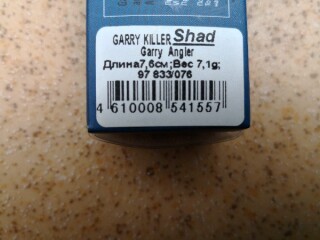 GARRY KILLER Shad
Garry Angler
Длина7,6см;Вес 7,1g;
97 833/076
4 610008 541557